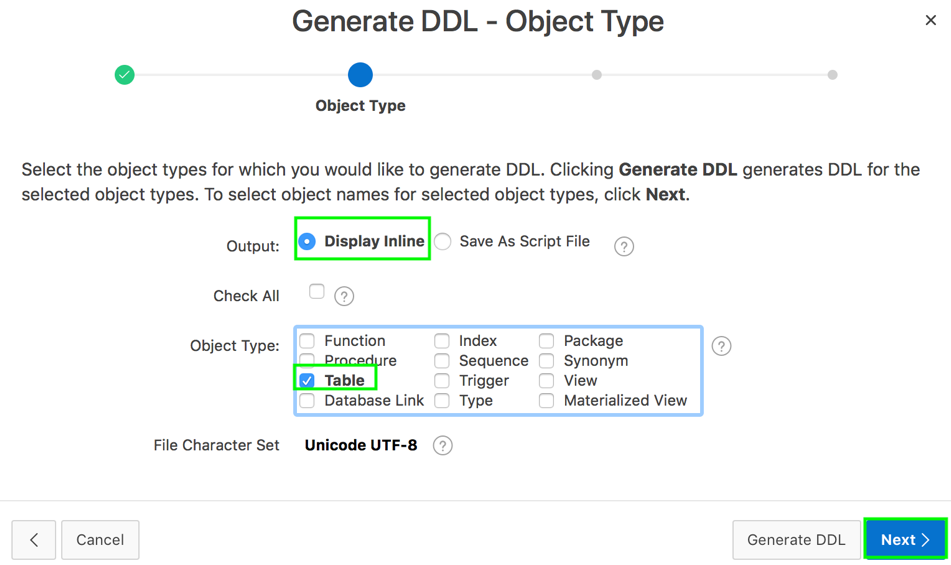 Generate DDL - Object Type
Object Type
Select the object types for which you would like to generate DDL. Clicking Generate DDL generates DDL for the
selected object types. To select object names for selected object types, click Next.
Output: Display Inline Save As Script File ?
Check All ?
Object Type: Function Index Package ?
Procedure Sequence Synonym
Table Trigger View
Database Link Type Materialized View
File Character Set Unicode UTF-8 ?
Cancel Generate DDL Next